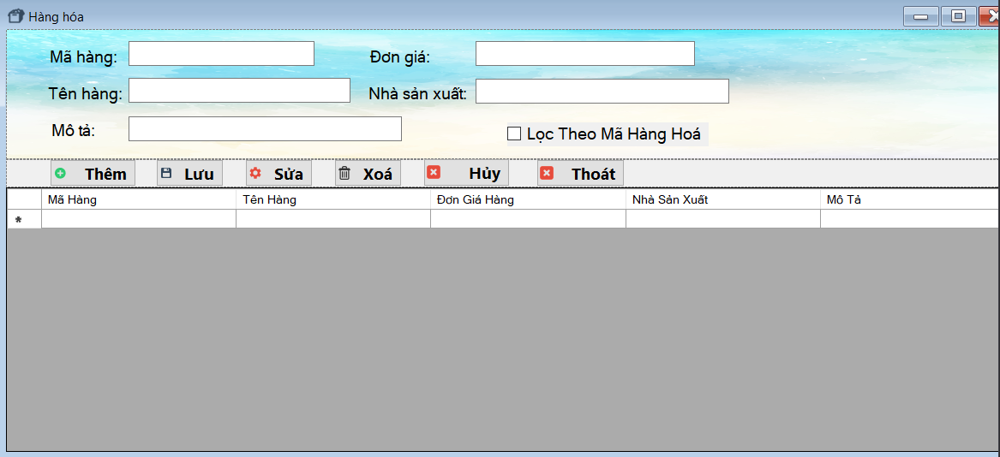 Hàng hóa
Mã hàng: Đơn giá:
Tên hàng: Nhà sản xuất:
Mô tả: Lọc Theo Mã Hàng Hoá
Thêm Lưu Sửa Xoá Hủy Thoát
Mã Hàng Tên Hàng Đơn Giá Hàng Nhà Sản Xuất Mô Tả
*